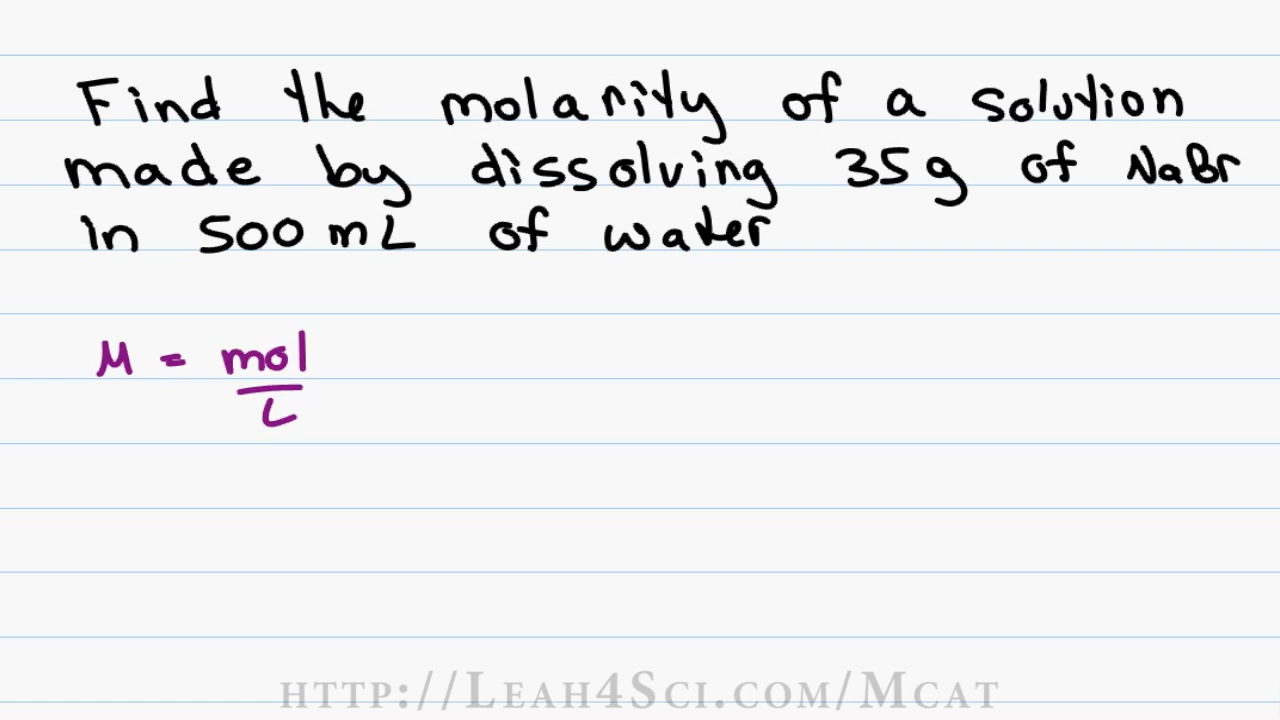 Find the molarity of a solution
made by dissolving 35g of NaBr
in 500 mL of water
M = mol
L
HTTP://LEAH4SCI.COM/MCAT